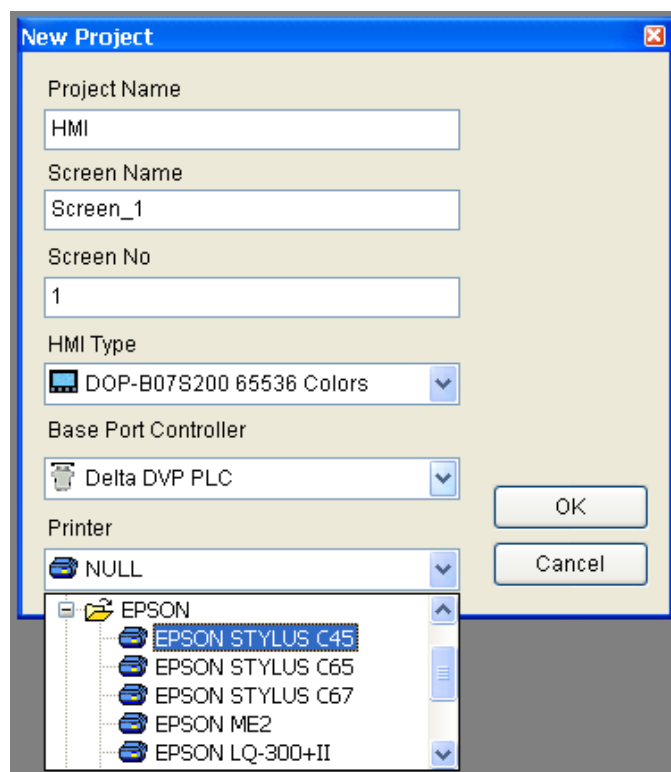 New Project
Project Name
HMI
Screen Name
Screen_1
Screen No
1
HMI Type
DOP-B07S200 65536 Colors
Base Port Controller
Delta DVP PLC
OK
Printer
NULL
Cancel
EPSON
EPSON STYLUS C45
EPSON STYLUS C65
EPSON STYLUS C67
EPSON ME2
EPSON LQ-300+II